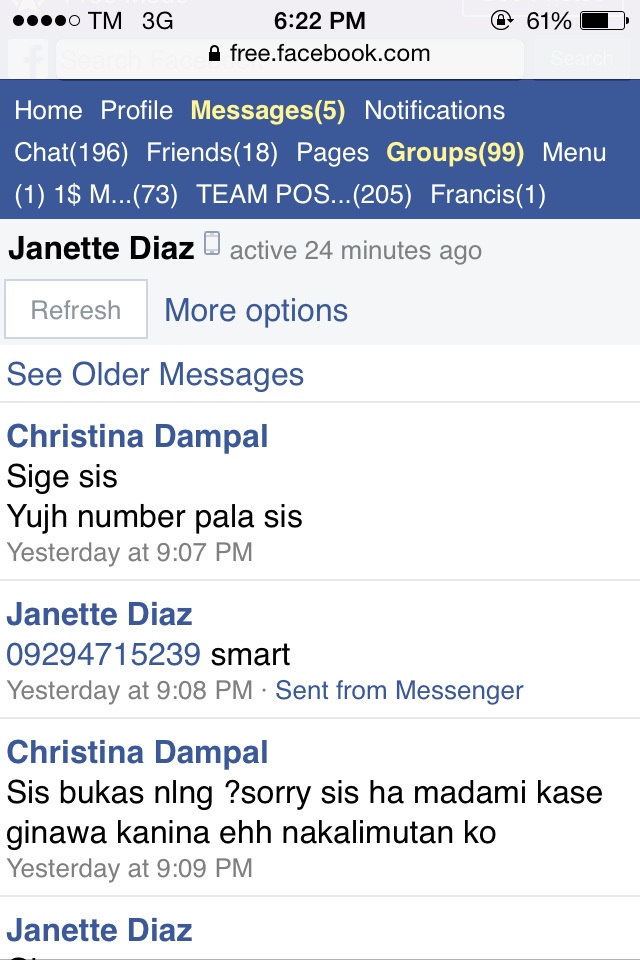 TM 3G 6:22 PM 61%
free.facebook.com
Search
Home Profile Messages(5) Notifications
Chat(196) Friends(18) Pages Groups(99) Menu
(1) 1$ M...(73) TEAM POS...(205) Francis(1)
Janette Diaz active 24 minutes ago
Refresh More options
See Older Messages
Christina Dampal
Sige sis
Yujh number pala sis
Yesterday at 9:07 PM
Janette Diaz
09294715239 smart
Yesterday at 9:08 PM · Sent from Messenger
Christina Dampal
Sis bukas nlng ?sorry sis ha madami kase
ginawa kanina ehh nakalimutan ko
Yesterday at 9:09 PM
Janette Diaz